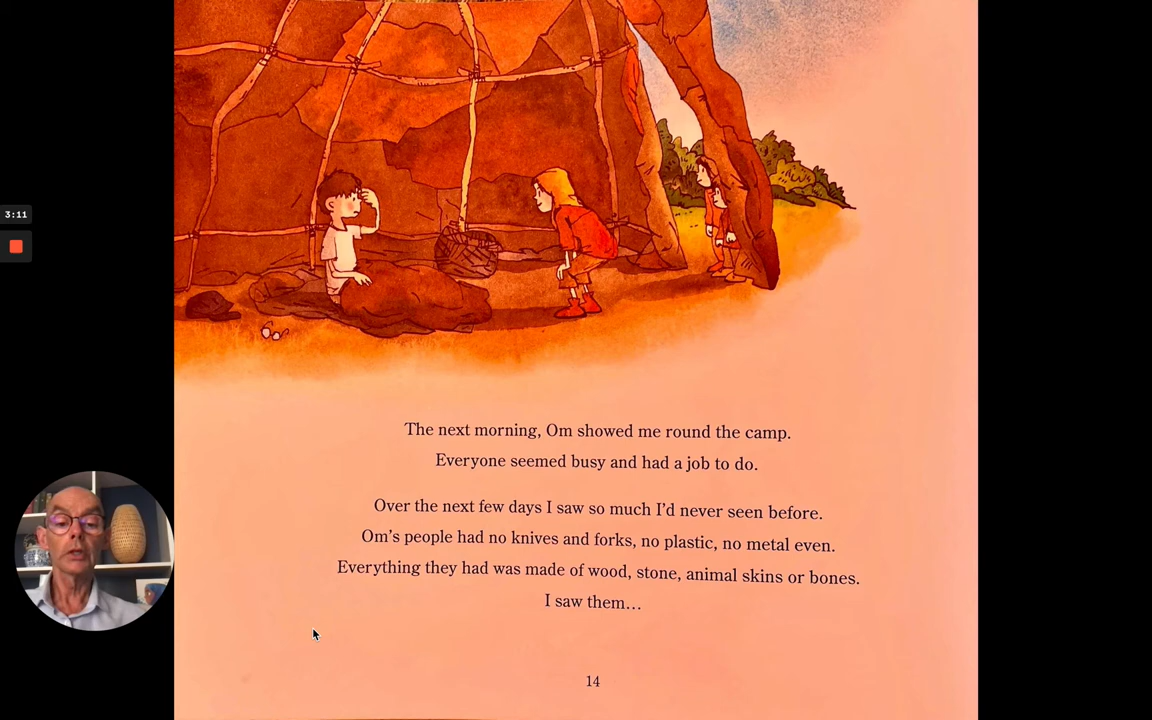 3:11
The next morning, Om showed me round the camp.
Everyone seemed busy and had a job to do.
Over the next few days I saw so much I'd never seen before.
Om's people had no knives and forks, no plastic, no metal even.
Everything they had was made of wood, stone, animal skins or bones.
I saw them...
14